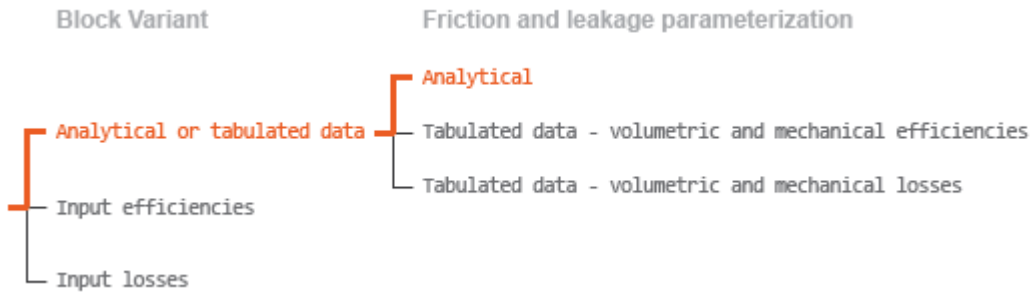 Block Variant
Friction and leakage parameterization
Analytical
Analytical or tabulated data
Tabulated data - volumetric and mechanical efficiencies
Tabulated data - volumetric and mechanical losses
Input efficiencies
Input losses